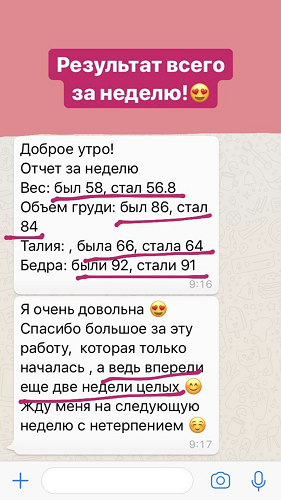 Результат всего
за неделю!😍
Доброе утро!
Отчет за неделю
Вес: был 58, стал 56.8
Объем груди: был 86, стал
84
Талия: , была 66, стала 64
Бедра: были 92, стали 91
9:16
Я очень довольна 😍
Спасибо большое за эту
работу, которая только
началась , а ведь впереди
еще две недели целых 😊
Жду меня на следующую
неделю с нетерпением ☺️
9:17